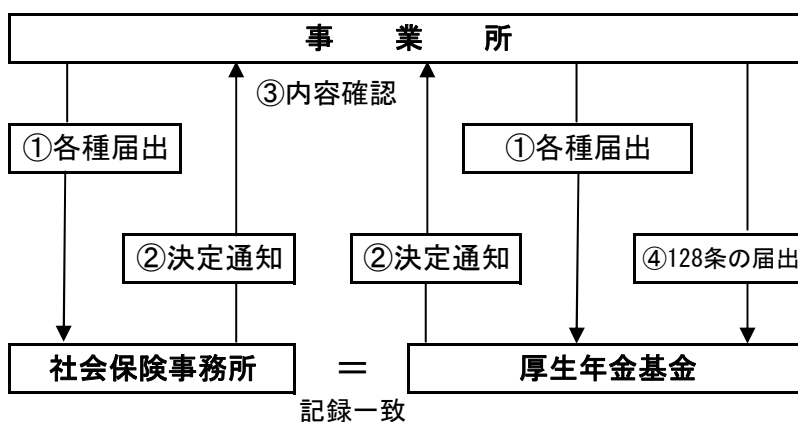 事　業　所
③内容確認
①各種届出
①各種届出
②決定通知
②決定通知
④128条の届出
社会保険事務所
＝
厚生年金基金
記録一致